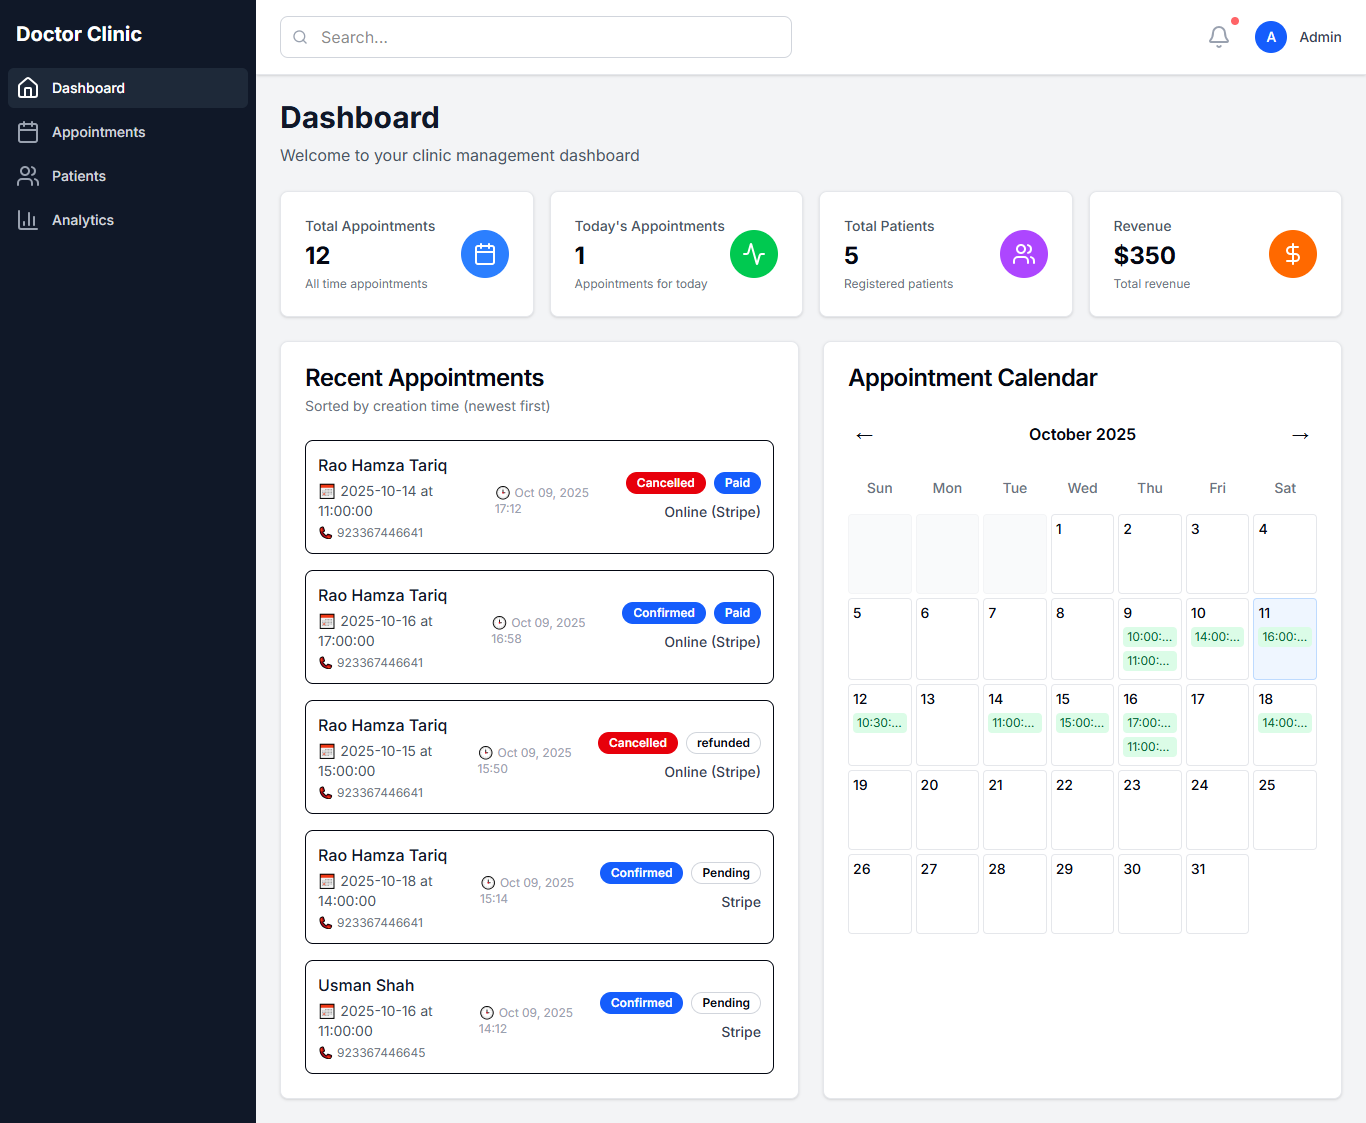 Doctor Clinic
Dashboard
Appointments
Patients
Analytics
Search...
A
Admin
Dashboard
Welcome to your clinic management dashboard
Total Appointments
12
All time appointments
Today's Appointments
1
Appointments for today
Total Patients
5
Registered patients
Revenue
$350
Total revenue
Recent Appointments
Sorted by creation time (newest first)
Rao Hamza Tariq
2025-10-14 at
11:00:00
923367446641
Oct 09, 2025
17:12
Cancelled Paid
Online (Stripe)
Rao Hamza Tariq
2025-10-16 at
17:00:00
923367446641
Oct 09, 2025
16:58
Confirmed Paid
Online (Stripe)
Rao Hamza Tariq
2025-10-15 at
15:00:00
923367446641
Oct 09, 2025
15:50
Cancelled refunded
Online (Stripe)
Rao Hamza Tariq
2025-10-18 at
14:00:00
923367446641
Oct 09, 2025
15:14
Confirmed Pending
Stripe
Usman Shah
2025-10-16 at
11:00:00
923367446645
Oct 09, 2025
14:12
Confirmed Pending
Stripe
Appointment Calendar
← October 2025 →
Sun Mon Tue Wed Thu Fri Sat
1 2 3 4
5 6 7 8 9 10 11
10:00:... 14:00:... 16:00:...
11:00:...
12 13 14 15 16 17 18
10:30:... 11:00:... 15:00:... 17:00:... 14:00:...
11:00:...
19 20 21 22 23 24 25
26 27 28 29 30 31